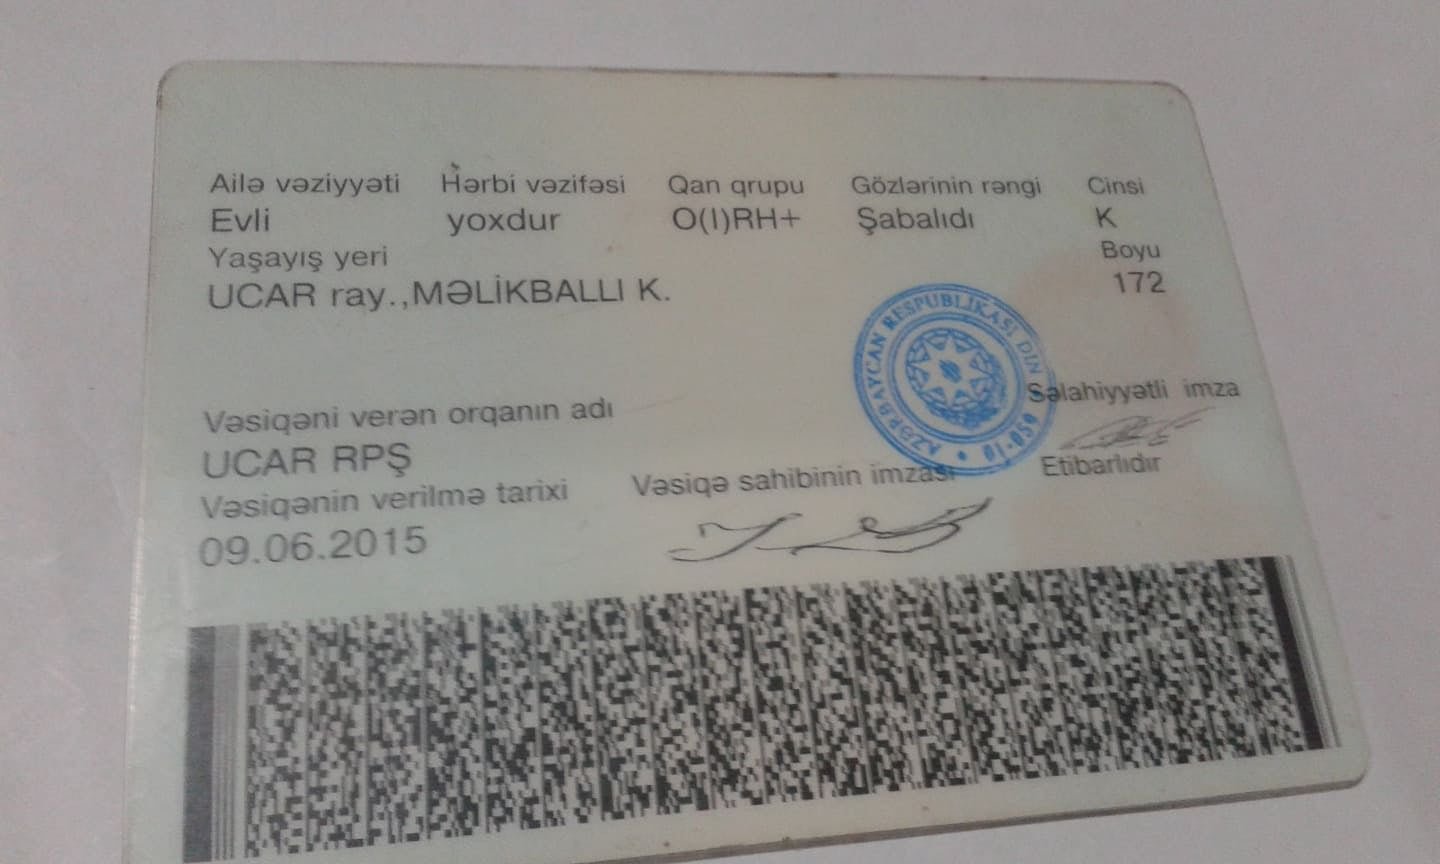 Ailə vəziyyəti Hərbi vəzifəsi Qan qrupu Gözlərinin rəngi Cinsi
Evli yoxdur O(I)RH+ Şabalıdı K
Yaşayış yeri Boyu
UCAR ray.,MƏLİKBALLI K. 172
AZƏRBAYCAN RESPUBLİKASI DİN
Səlahiyyətli imza
Vəsiqəni verən orqanın adı
UCAR RPŞ
Vəsiqə sahibinin imzası Etibarlıdır
Vəsiqənin verilmə tarixi
09.06.2015